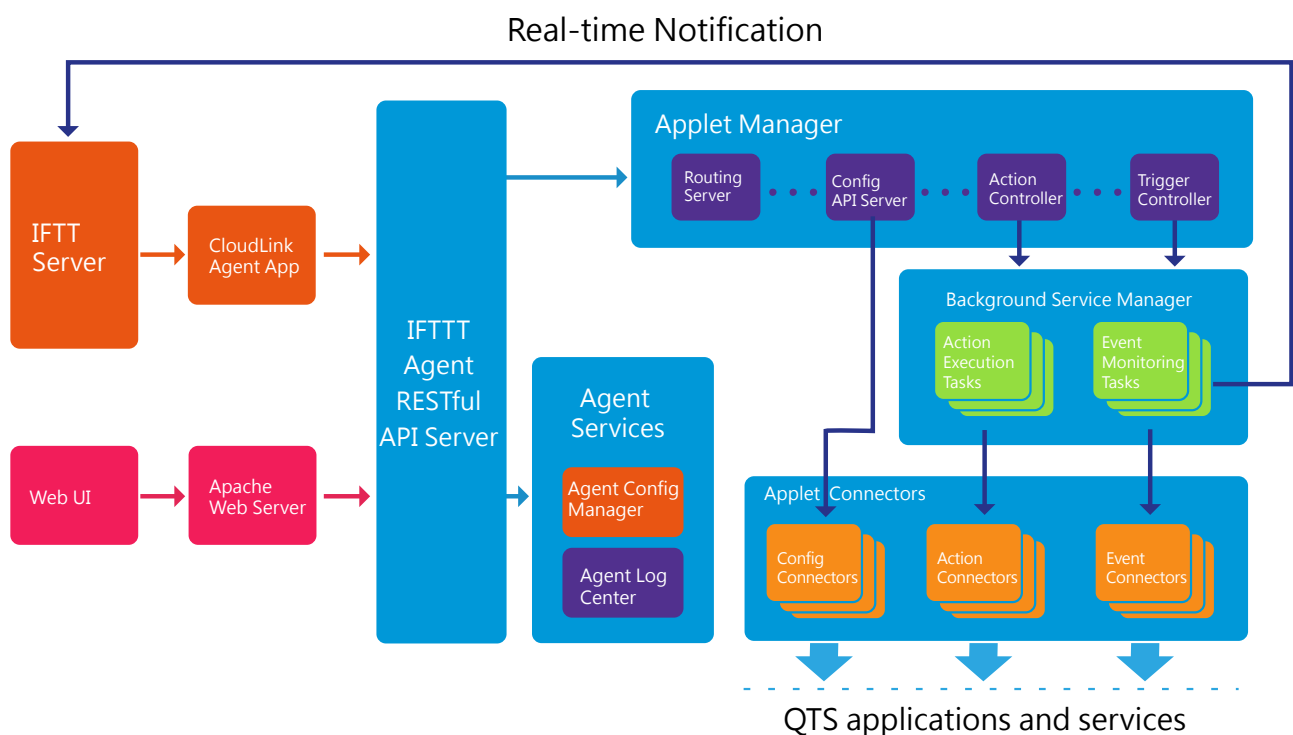 Real-time Notification
Applet Manager
Routing
Server
Config
API Server
Action
Controller
Trigger
Controller
IFTT
Server
CloudLink
Agent App
IFTTT
Agent
RESTful
API Server
Background Service Manager
Action
Execution
Tasks
Event
Monitoring
Tasks
Agent
Services
Agent Config
Manager
Agent Log
Center
Web UI
Apache
Web Server
Applet Connectors
Config
Connectors
Action
Connectors
Event
Connectors
QTS applications and services